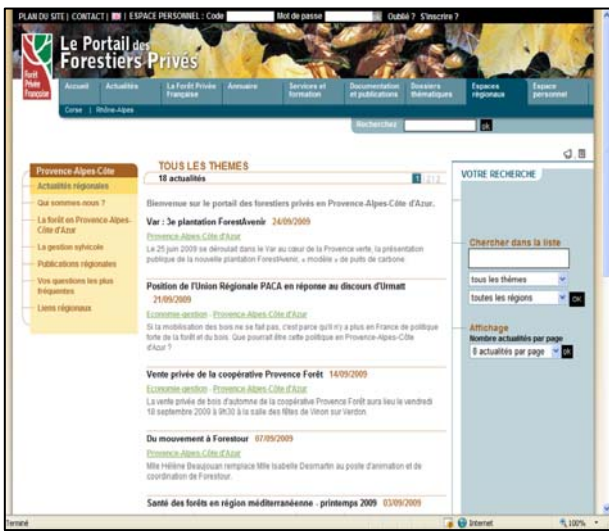 PLAN DU SITE | CONTACT | | ESPACE PERSONNEL : Code Mot de passe Oublié ? S'inscrire ?
Le Portail des
Forestiers Privés
Forêt
Privée
Française
Accueil Actualités La Forêt Privée Française Annuaire Services et formation Documentation et publications Dossiers thématiques Espaces régionaux Espace personnel
Corse | Rhône-Alpes
Recherchez ok
Provence-Alpes-Côte
Actualités régionales
Qui sommes-nous ?
La forêt en Provence-Alpes-
Côte d'Azur
La gestion sylvicole
Publications régionales
Vos questions les plus
fréquentes
Liens régionaux
TOUS LES THEMES
18 actualités 1 | 2 | 2
Bienvenue sur le portail des forestiers privés en Provence-Alpes-Côte d'Azur.
Var : 3e plantation ForestAvenir 24/09/2009
Provence-Alpes-Côte d'Azur
Le 25 juin 2009 se déroulait dans le Var au cœur de la Provence verte, la présentation
publique de la nouvelle plantation ForestAvenir, « modèle » de puits de carbone
Position de l'Union Régionale PACA en réponse au discours d'Urmatt
21/09/2009
Economie-gestion - Provence-Alpes-Côte d'Azur
Si la mobilisation des bois ne se fait pas, c'est parce qu'il n'y a plus en France de politique
forte de la forêt et du bois. Que pourrait être cette politique en Provence-Alpes-Côte
d'Azur ?
Vente privée de la coopérative Provence Forêt 14/09/2009
Economie-gestion - Provence-Alpes-Côte d'Azur
La vente privée de bois d'automne de la coopérative Provence Forêt aura lieu le vendredi
18 septembre 2009 à 9h30 à la salle des fêtes de Vinon sur Verdon.
Du mouvement à Forestour 07/09/2009
Provence-Alpes-Côte d'Azur
Mlle Hélène Beaujouan remplace Mlle Isabelle Desmartin au poste d'animation et de
coordination de Forestour.
Santé des forêts en région méditerranéenne - printemps 2009 03/09/2009
VOTRE RECHERCHE
Chercher dans la liste
tous les thèmes
toutes les régions OK
Affichage
Nombre actualités par page
6 actualités par page ok
Terminé Internet 100%